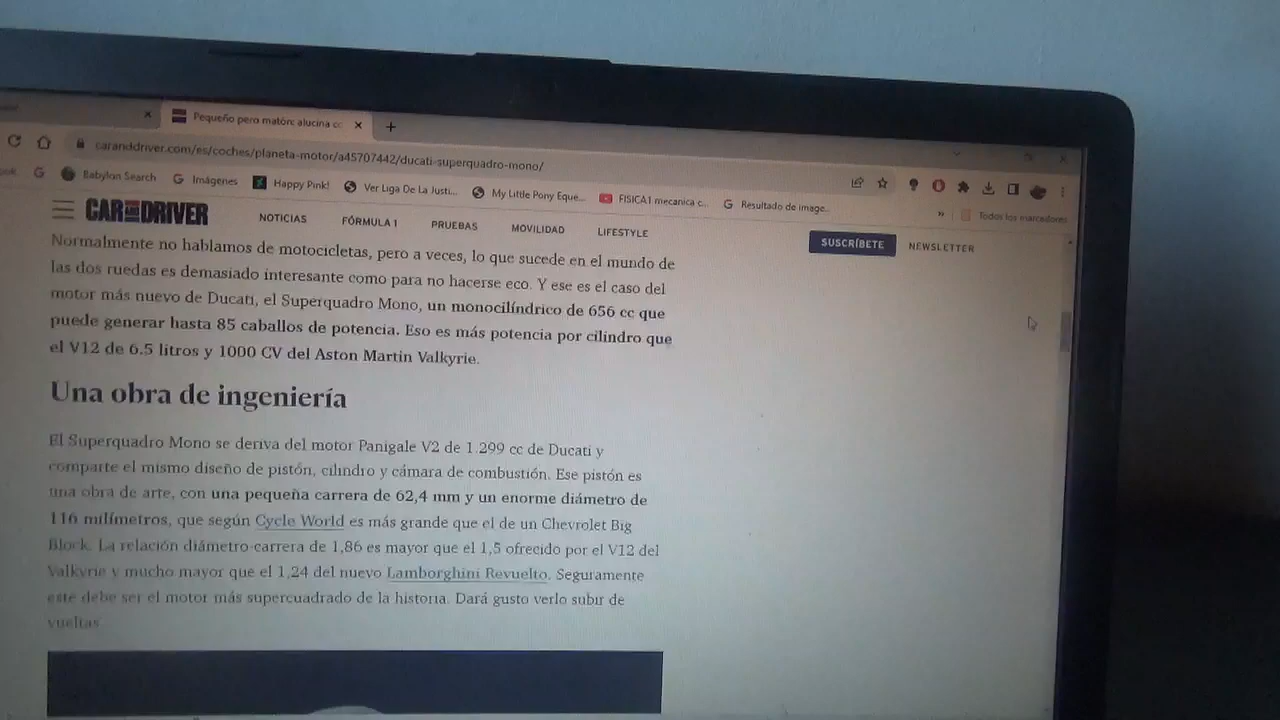 Pequeño pero matón: alucina co
caranddriver.com/es/coches/planeta-motor/a45707442/ducati-superquadro-mono/
Babylon Search
Imágenes
Happy Pink!
Ver Liga De La Justi...
My Little Pony Eque...
FISICA1 mecanica c...
Resultado de image...
»
Todos los marcadores
CAR AND DRIVER
NOTICIAS
FÓRMULA 1
PRUEBAS
MOVILIDAD
LIFESTYLE
SUSCRÍBETE
NEWSLETTER
Normalmente no hablamos de motocicletas, pero a veces, lo que sucede en el mundo de
las dos ruedas es demasiado interesante como para no hacerse eco. Y ese es el caso del
motor más nuevo de Ducati, el Superquadro Mono, un monocilíndrico de 656 cc que
puede generar hasta 85 caballos de potencia. Eso es más potencia por cilindro que
el V12 de 6.5 litros y 1000 CV del Aston Martin Valkyrie.
Una obra de ingeniería
El Superquadro Mono se deriva del motor Panigale V2 de 1.299 cc de Ducati y
comparte el mismo diseño de pistón, cilindro y cámara de combustión. Ese pistón es
una obra de arte, con una pequeña carrera de 62,4 mm y un enorme diámetro de
116 milímetros, que según Cycle World es más grande que el de un Chevrolet Big
Block. La relación diámetro-carrera de 1,86 es mayor que el 1,5 ofrecido por el V12 del
Valkyrie y mucho mayor que el 1,24 del nuevo Lamborghini Revuelto. Seguramente
este debe ser el motor más supercuadrado de la historia. Dará gusto verlo subir de
vueltas.